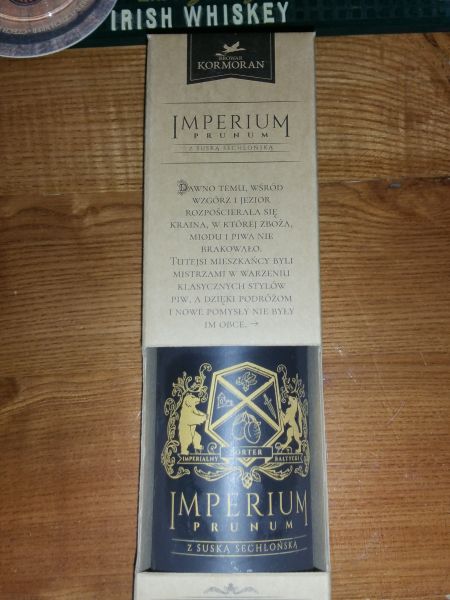 IRISH WHISKEY
BROWAR
KORMORAN
IMPERIUM
PRUNUM
Z SUSKĄ SECHLOŃSKĄ
DAWNO TEMU, WŚRÓD
WZGÓRZ I JEZIOR
ROZPOŚCIERAŁA SIĘ
KRAINA, W KTÓREJ ZBOŻA,
MIODU I PIWA NIE
BRAKOWAŁO.
TUTEJSI MIESZKAŃCY BYLI
MISTRZAMI W WARZENIU
KLASYCZNYCH STYLÓW
PIW, A DZIĘKI PODRÓŻOM
I NOWE POMYSŁY NIE BYŁY
IM OBCE. →
IMPERIALNY PORTER BAŁTYCKI
IMPERIUM
PRUNUM
Z SUSKĄ SECHLOŃSKĄ